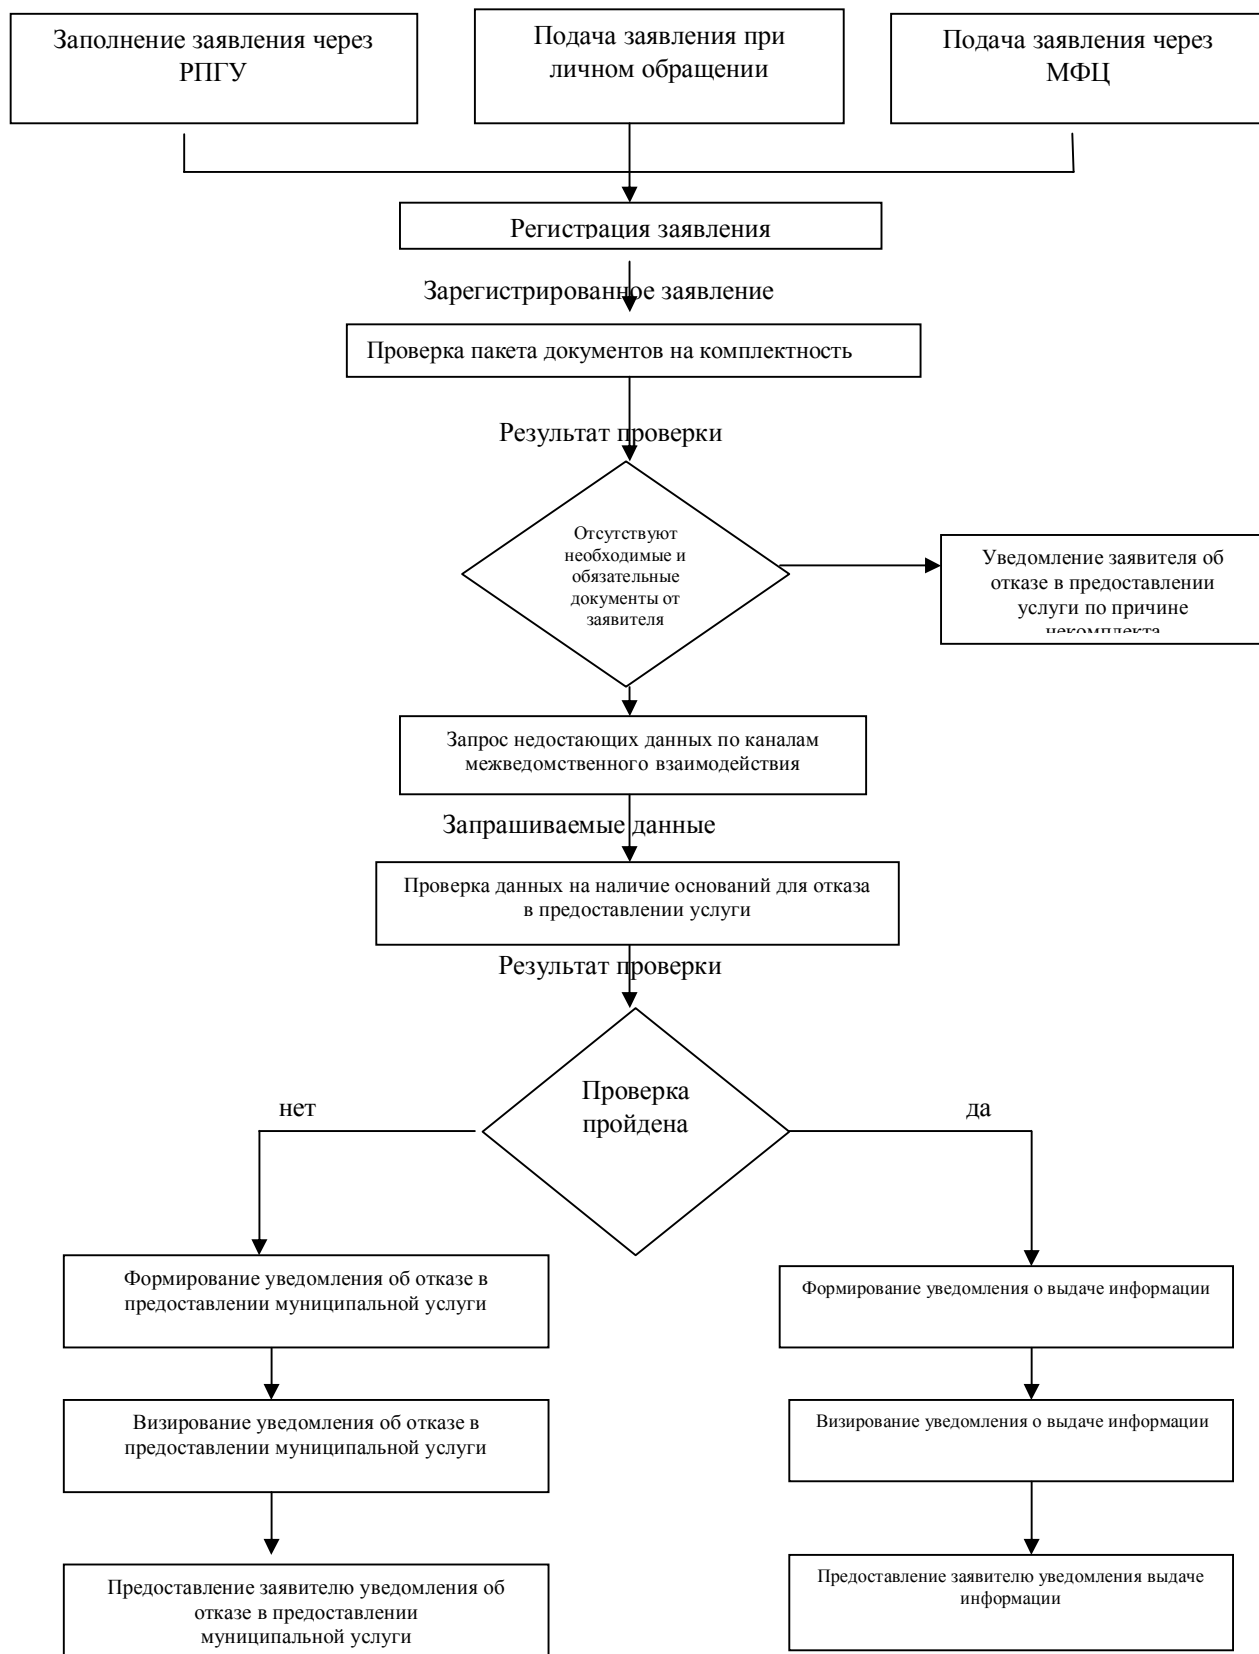 Заполнение заявления через
РПГУ
Подача заявления при
личном обращении
Подача заявления через
МФЦ
Регистрация заявления
Зарегистрированное заявление
Проверка пакета документов на комплектность
Результат проверки
Отсутствуют
необходимые и
обязательные
документы от
заявителя
Уведомление заявителя об
отказе в предоставлении
услуги по причине
некомплекта
Запрос недостающих данных по каналам
межведомственного взаимодействия
Запрашиваемые данные
Проверка данных на наличие оснований для отказа
в предоставлении услуги
Результат проверки
Проверка
пройдена
нет
да
Формирование уведомления об отказе в
предоставлении муниципальной услуги
Формирование уведомления о выдаче информации
Визирование уведомления об отказе в
предоставлении муниципальной услуги
Визирование уведомления о выдаче информации
Предоставление заявителю уведомления об
отказе в предоставлении
муниципальной услуги
Предоставление заявителю уведомления выдаче
информации